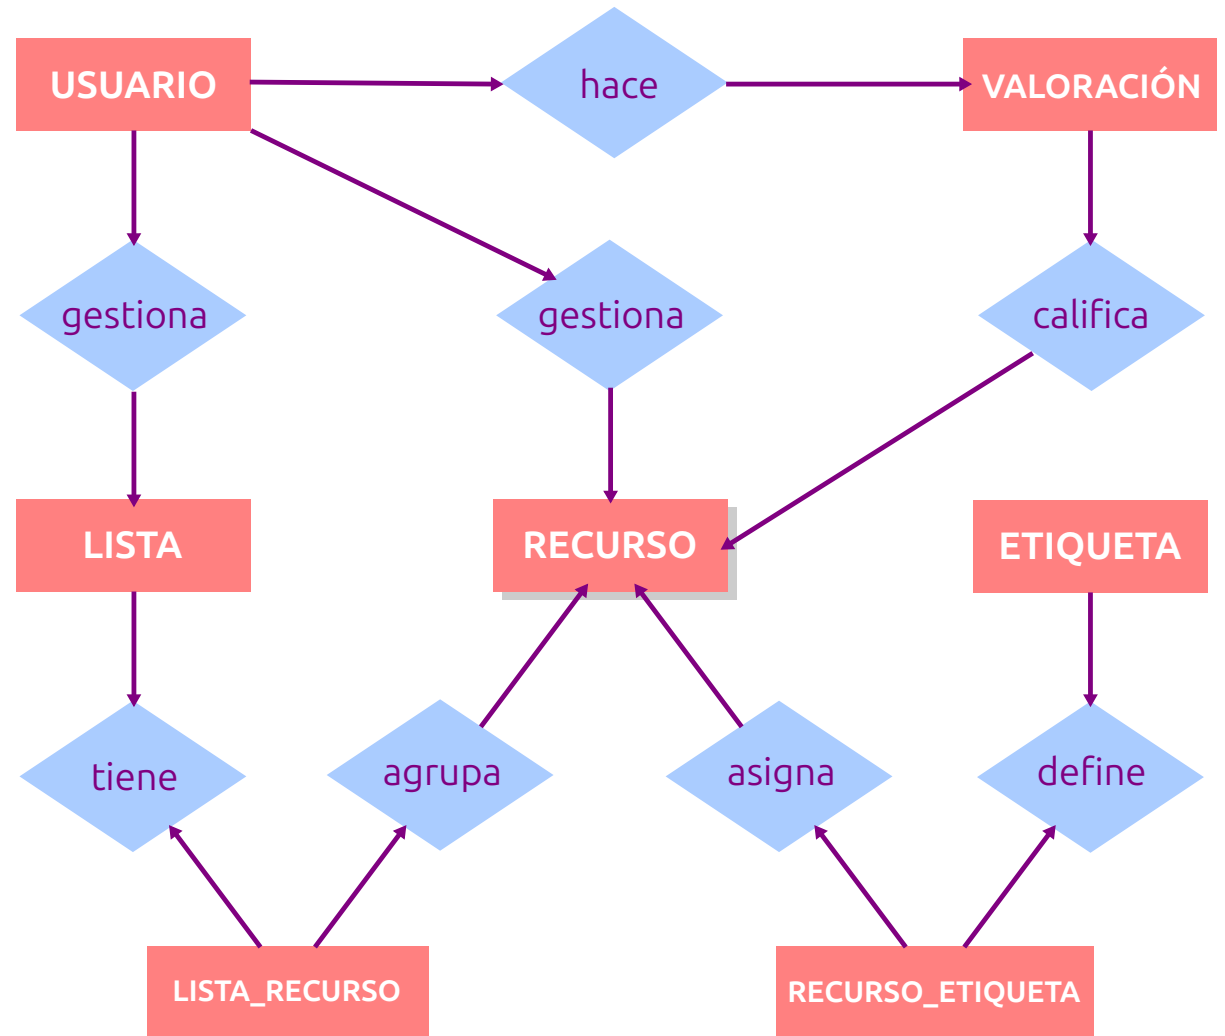 USUARIO
hace
VALORACIÓN
gestiona
gestiona
califica
LISTA
RECURSO
ETIQUETA
tiene
agrupa
asigna
define
LISTA_RECURSO
RECURSO_ETIQUETA